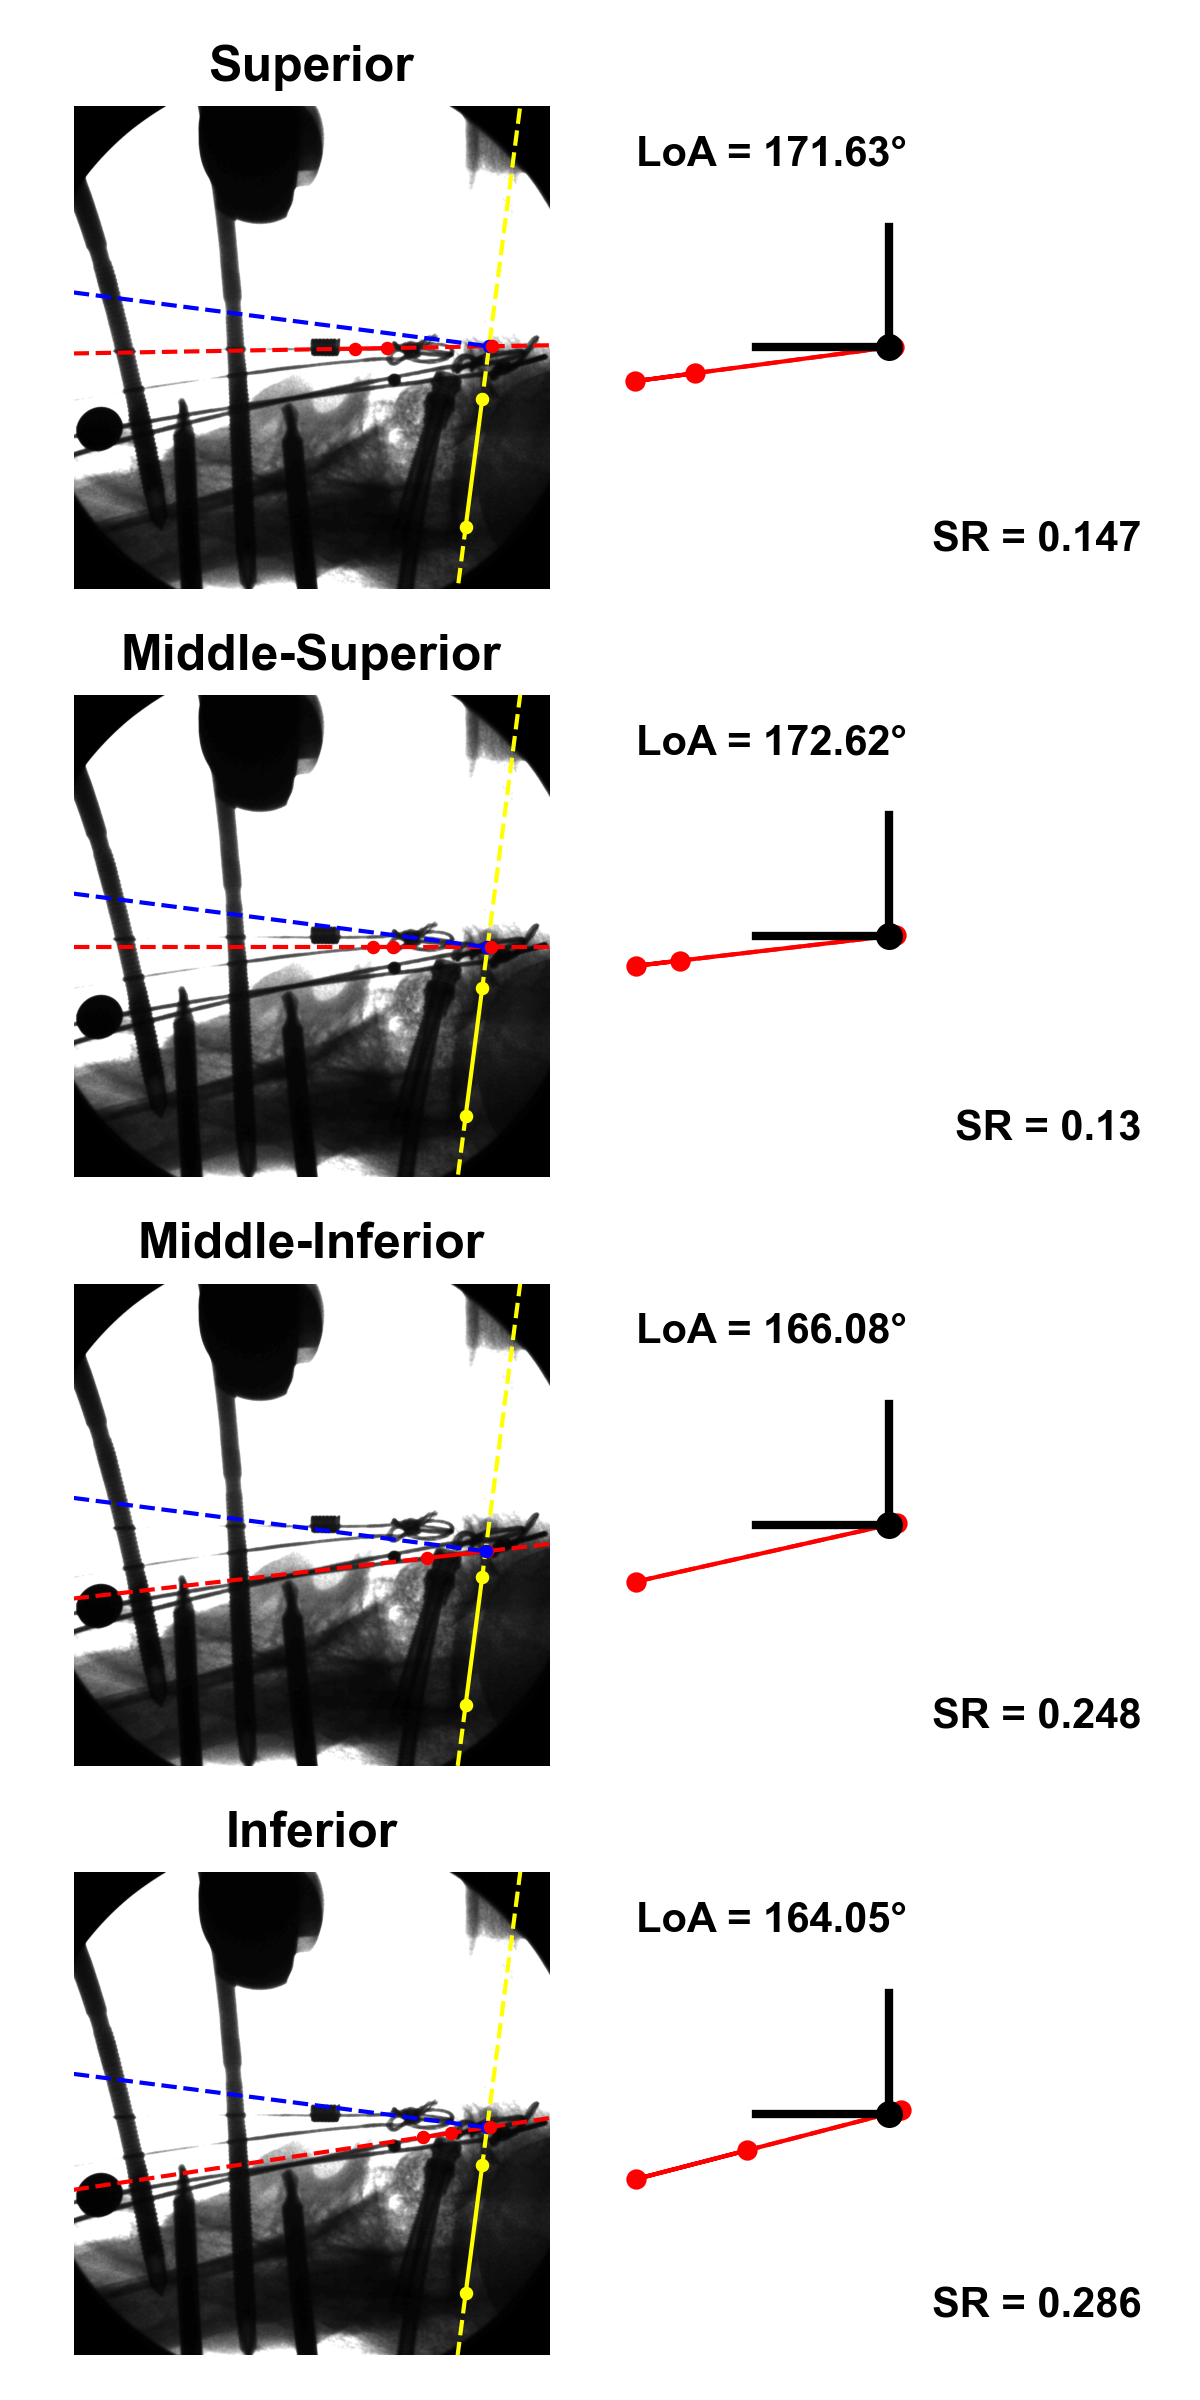 Superior
LoA = 171.63°
SR = 0.147
Middle-Superior
LoA = 172.62°
SR = 0.13
Middle-Inferior
LoA = 166.08°
SR = 0.248
Inferior
LoA = 164.05°
SR = 0.286